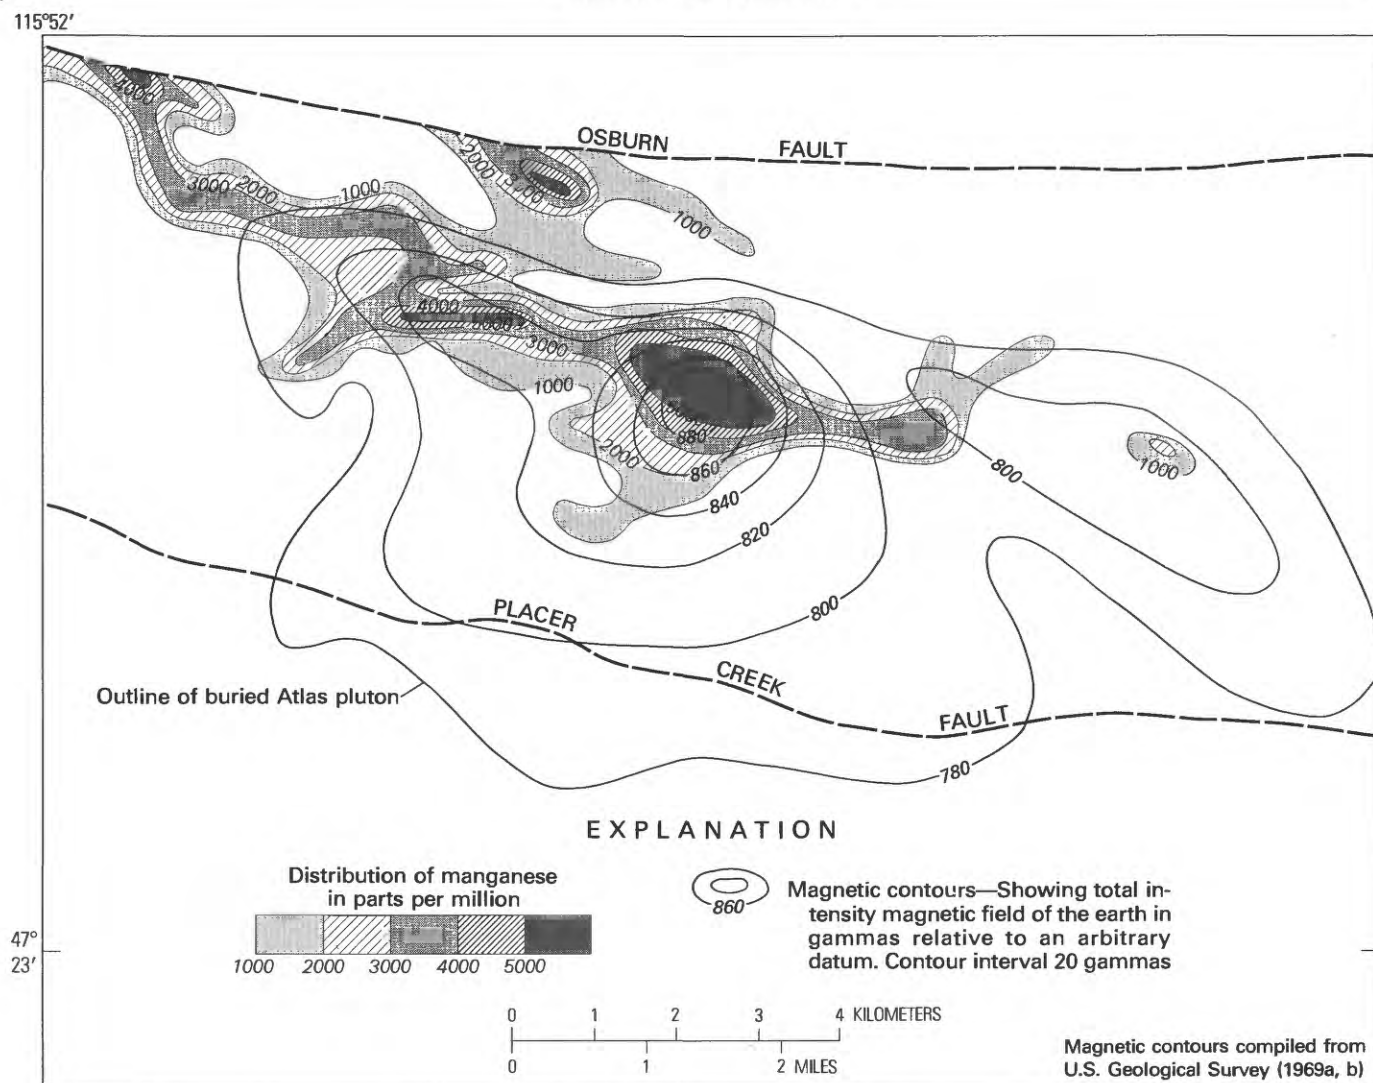 115°52′
4000
OSBURN FAULT
2000
3000
2000
1000
1000
4000
5000
3000
1000
2000
880
860
840
820
800
800
1000
PLACER
CREEK
FAULT
780
Outline of buried Atlas pluton
EXPLANATION
Distribution of manganese
in parts per million
1000 2000 3000 4000 5000
860
Magnetic contours—Showing total in-
tensity magnetic field of the earth in
gammas relative to an arbitrary
datum. Contour interval 20 gammas
47°
23′
0 1 2 3 4 KILOMETERS
0 1 2 MILES
Magnetic contours compiled from
U.S. Geological Survey (1969a, b)